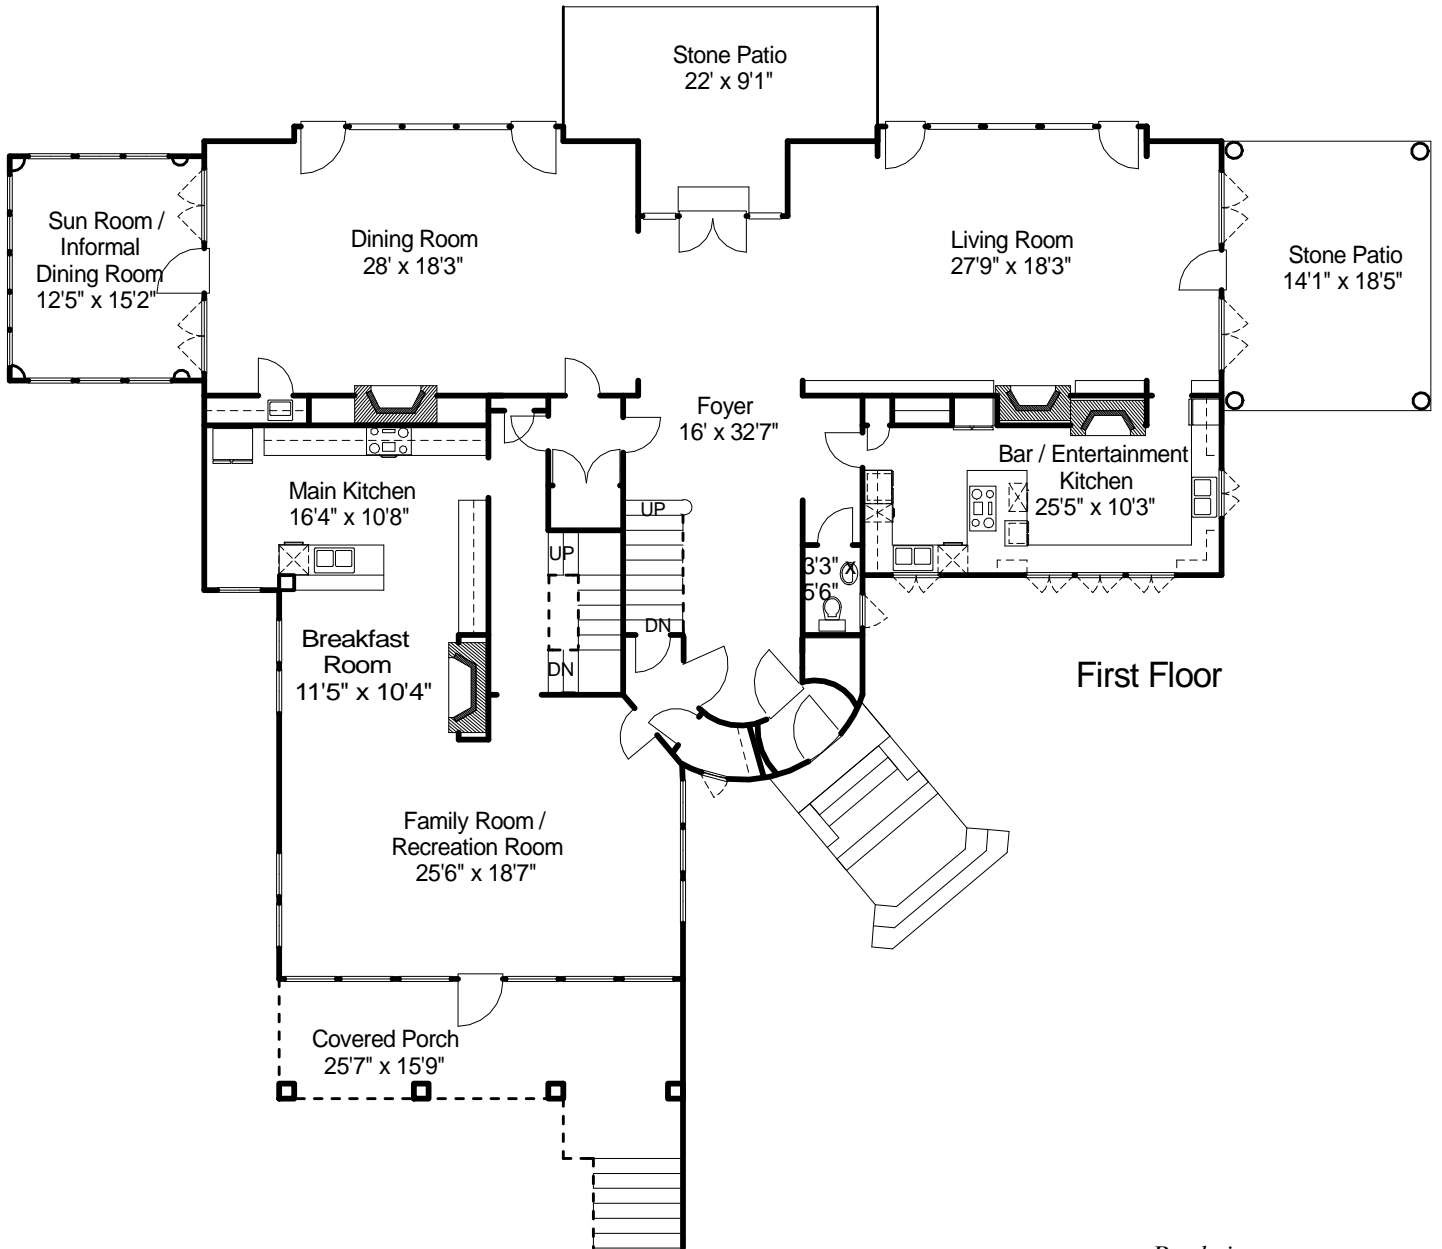 Stone Patio
22' x 9'1"
Sun Room /
Informal
Dining Room
12'5" x 15'2"
Dining Room
28' x 18'3"
Living Room
27'9" x 18'3"
Stone Patio
14'1" x 18'5"
Foyer
16' x 32'7"
Bar / Entertainment
Kitchen
25'5" x 10'3"
Main Kitchen
16'4" x 10'8"
UP
UP
3'3" x
5'6"
DN
DN
Breakfast
Room
11'5" x 10'4"
First Floor
Family Room /
Recreation Room
25'6" x 18'7"
Covered Porch
25'7" x 15'9"